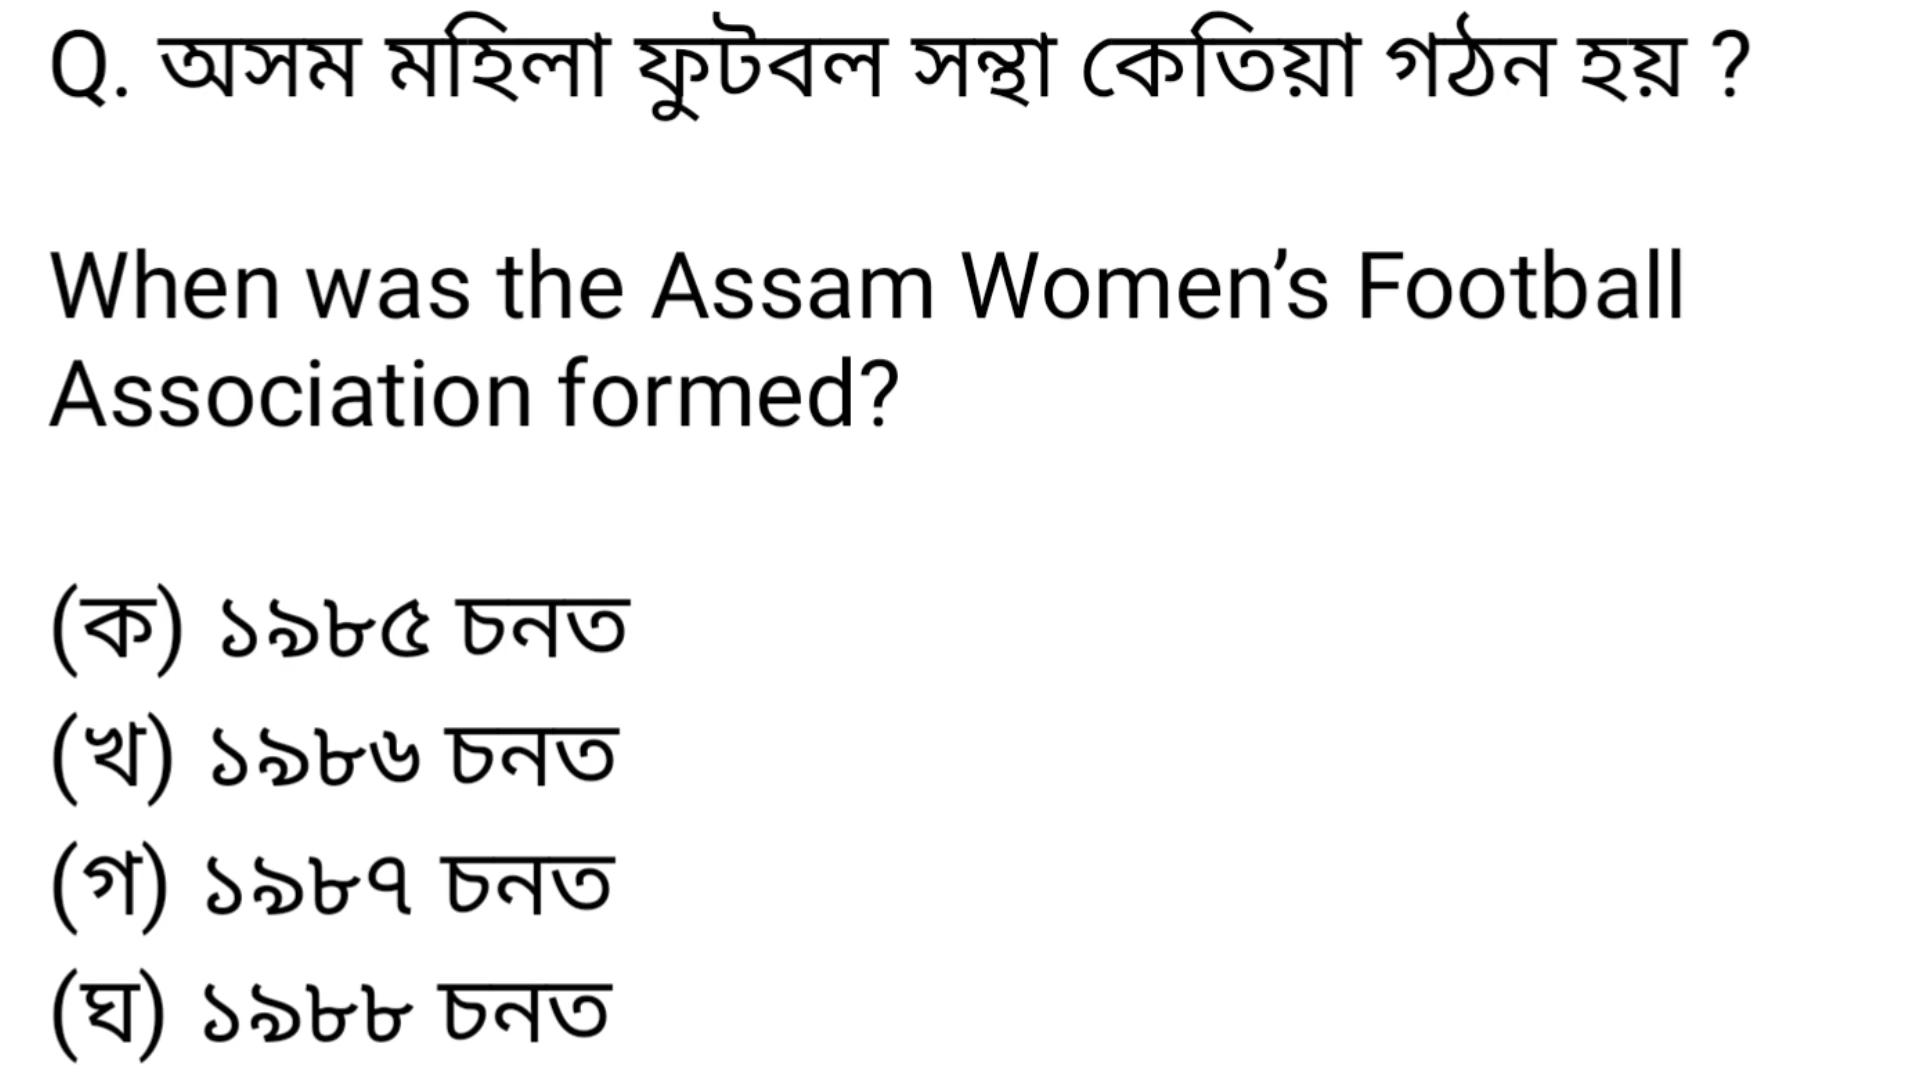 Q. অসম মহিলা ফুটবল সন্থা কেতিয়া গঠন হয় ?
When was the Assam Women’s Football
Association formed?
(ক) ১৯৮৫ চনত
(খ) ১৯৮৬ চনত
(গ) ১৯৮৭ চনত
(ঘ) ১৯৮৮ চনত